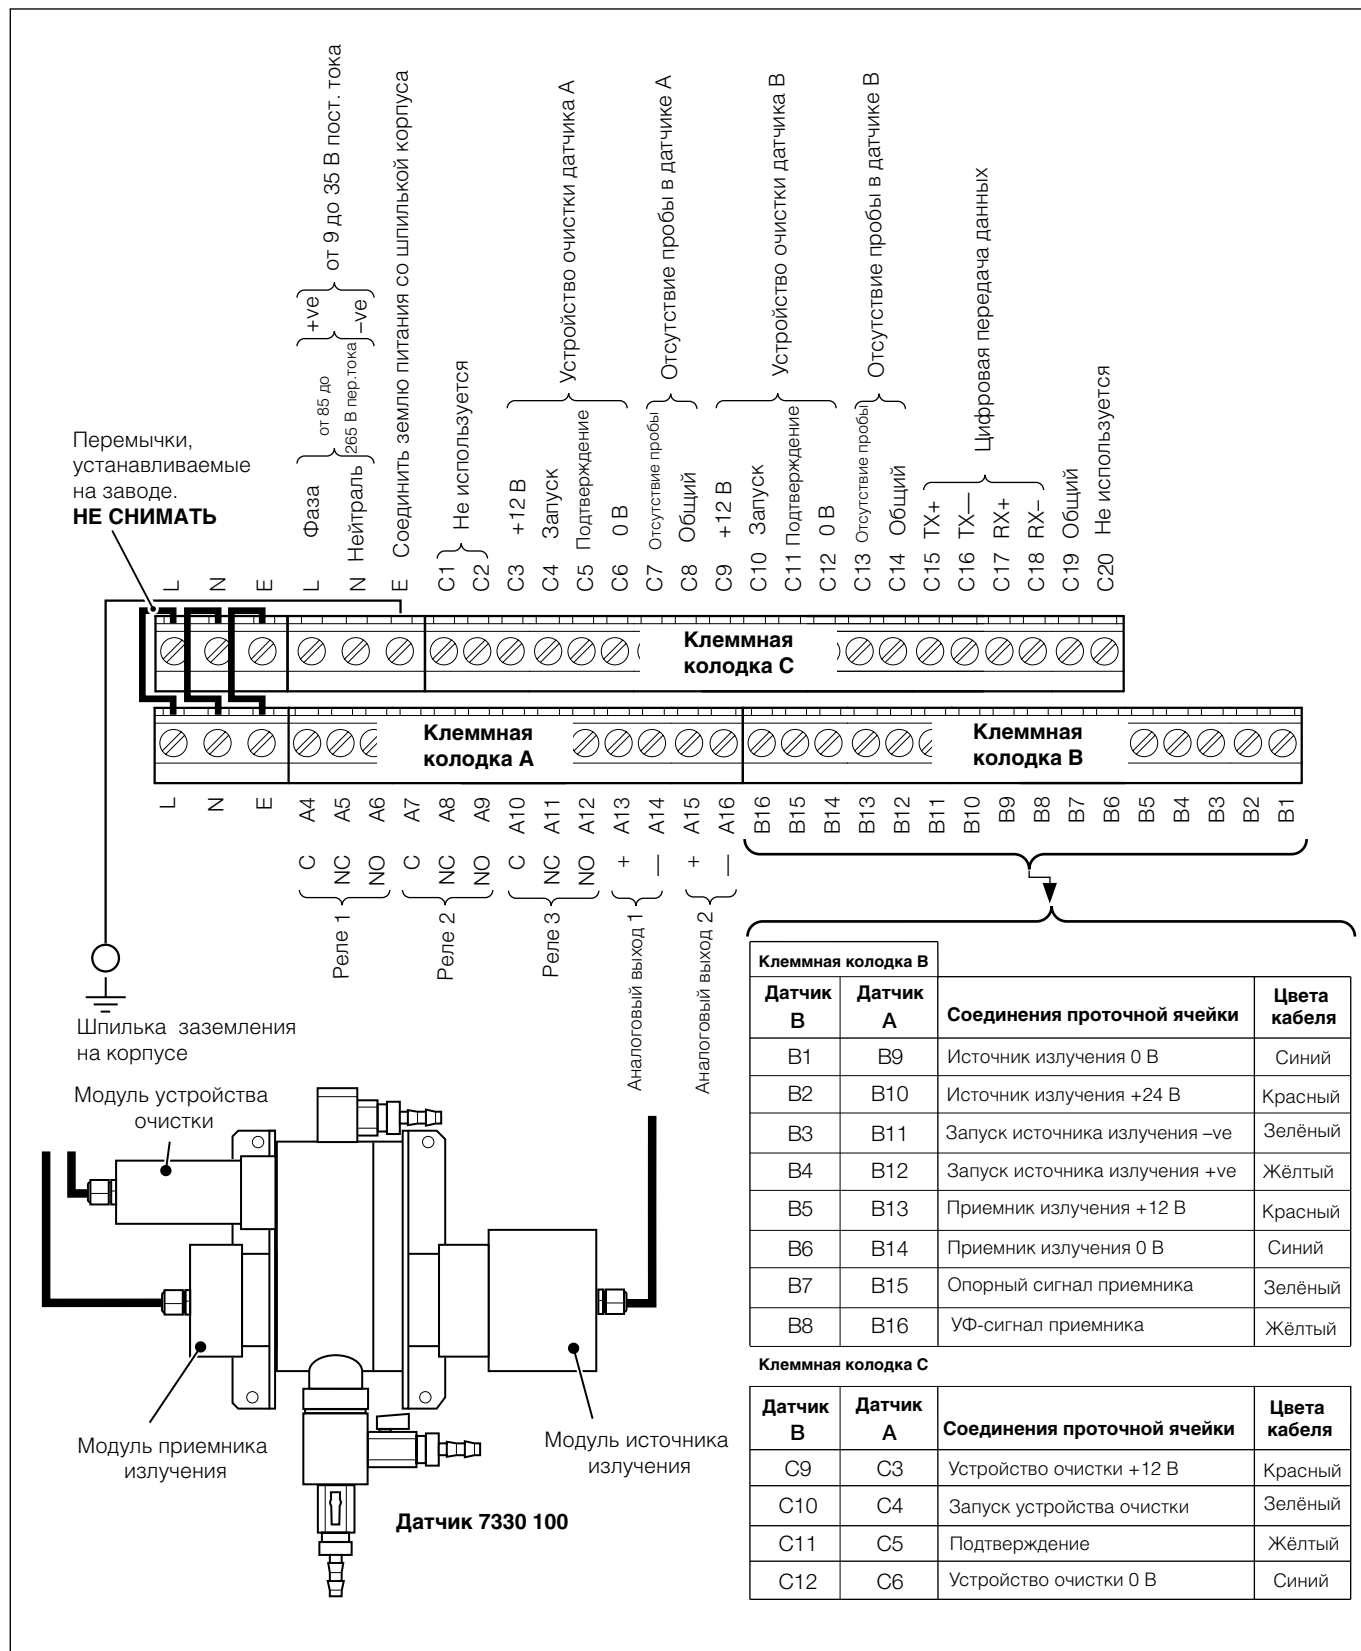 от 9 до 35 В пост. тока
+ve
–ve
от 85 до
265 В пер.тока
Фаза
Нейтраль
Соединить землю питания со шпилькой корпуса
Не используется
Устройство очистки датчика A
+12 В
Запуск
Подтверждение
0 В
Отсутствие пробы в датчике A
Отсутствие пробы
Общий
Устройство очистки датчика B
+12 В
Запуск
Подтверждение
0 В
Отсутствие пробы в датчике B
Отсутствие пробы
Общий
Цифровая передача данных
TX+
TX—
RX+
RX–
Общий
Не используется
Перемычки,
устанавливаемые
на заводе.
НЕ СНИМАТЬ
L N E L N E C1 C2 C3 C4 C5 C6 C7 C8 C9 C10 C11 C12 C13 C14 C15 C16 C17 C18 C19 C20
Клеммная
колодка C
Клеммная
колодка A
Клеммная
колодка B
L N E A4 A5 A6 A7 A8 A9 A10 A11 A12 A13 A14 A15 A16 B16 B15 B14 B13 B12 B11 B10 B9 B8 B7 B6 B5 B4 B3 B2 B1
C NC NO C NC NO C NC NO + — + —
Реле 1
Реле 2
Реле 3
Аналоговый выход 1
Аналоговый выход 2
Шпилька заземления
на корпусе
Модуль устройства
очистки
Модуль приемника
излучения
Модуль источника
излучения
Датчик 7330 100
Клеммная колодка B
Датчик B Датчик A Соединения проточной ячейки Цвета кабеля
B1 B9 Источник излучения 0 В Синий
B2 B10 Источник излучения +24 В Красный
B3 B11 Запуск источника излучения –ve Зелёный
B4 B12 Запуск источника излучения +ve Жёлтый
B5 B13 Приемник излучения +12 В Красный
B6 B14 Приемник излучения 0 В Синий
B7 B15 Опорный сигнал приемника Зелёный
B8 B16 УФ-сигнал приемника Жёлтый
Клеммная колодка C
Датчик B Датчик A Соединения проточной ячейки Цвета кабеля
C9 C3 Устройство очистки +12 В Красный
C10 C4 Запуск устройства очистки Зелёный
C11 C5 Подтверждение Жёлтый
C12 C6 Устройство очистки 0 В Синий